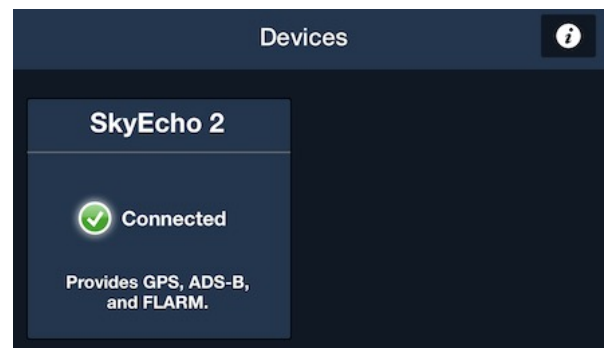 Devices
SkyEcho 2
Connected
Provides GPS, ADS-B,
and FLARM.